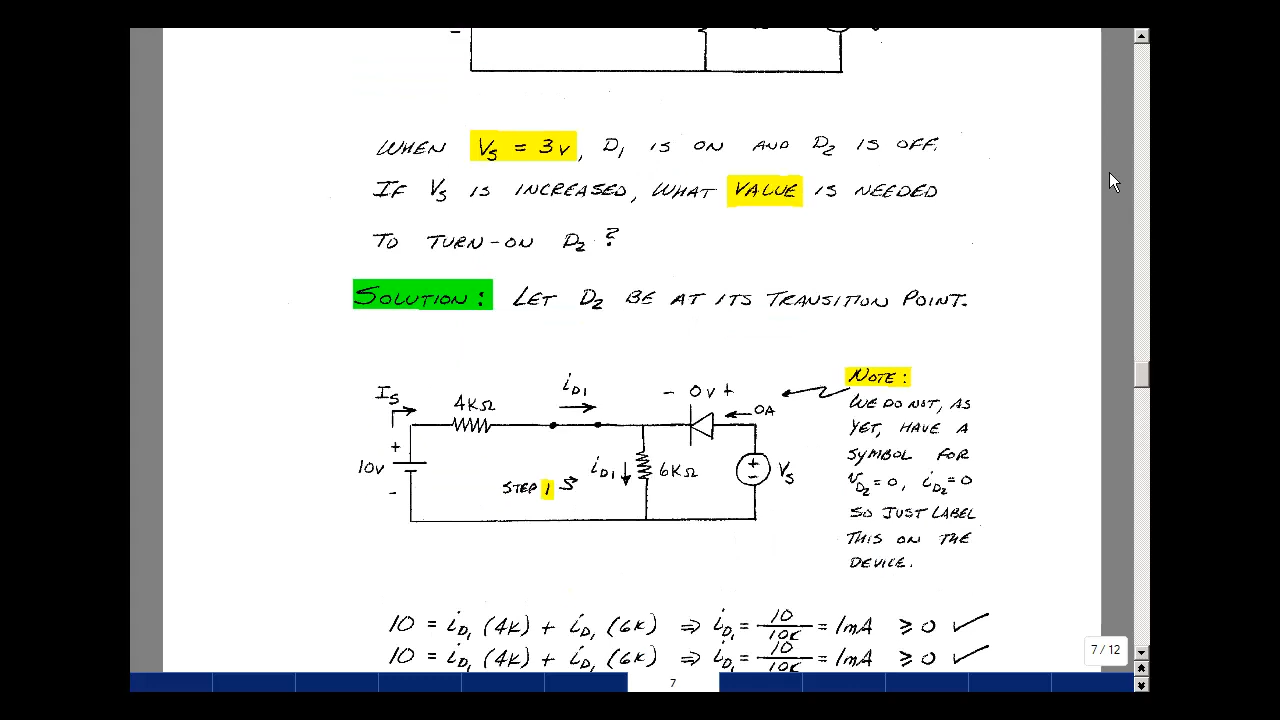 WHEN Vs = 3V, D1 IS ON AND D2 IS OFF.
IF Vs IS INCREASED, WHAT VALUE IS NEEDED
TO TURN-ON D2 ?
SOLUTION: LET D2 BE AT ITS TRANSITION POINT.
Is
4KΩ
iD1
- 0V +
0A
NOTE:
WE DO NOT, AS
YET, HAVE A
SYMBOL FOR
vD2 = 0, iD2 = 0
SO JUST LABEL
THIS ON THE
DEVICE.
+
10V
-
STEP 1
iD1
6KΩ
+
-
Vs
10 = iD1 (4K) + iD1 (6K) ⇒ iD1 = 10/10K = 1mA ≥ 0 ✓
10 = iD1 (4K) + iD1 (6K) ⇒ iD1 = 10/10K = 1mA ≥ 0 ✓
7 / 12
7